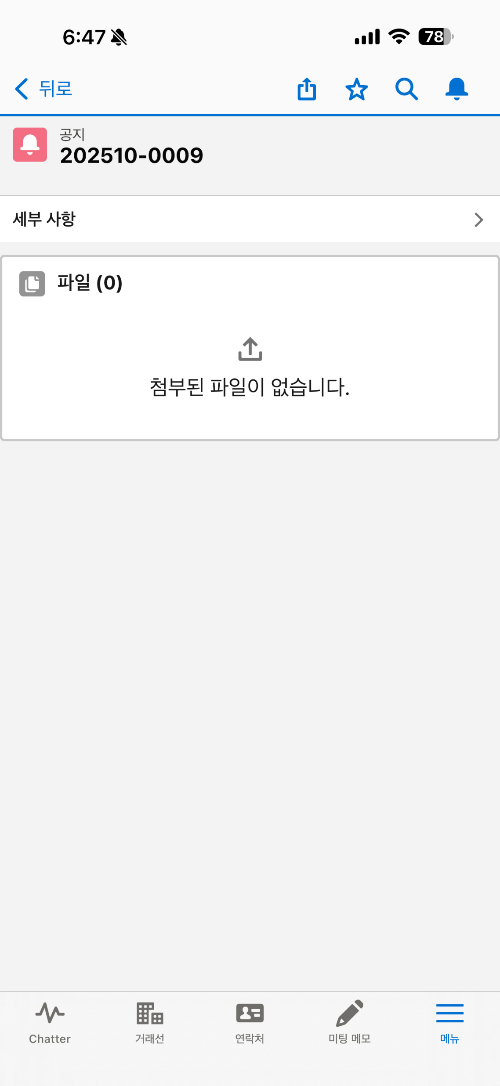 6:47
78
뒤로
공지
202510-0009
세부 사항
파일 (0)
첨부된 파일이 없습니다.
Chatter
거래선
연락처
미팅 메모
메뉴